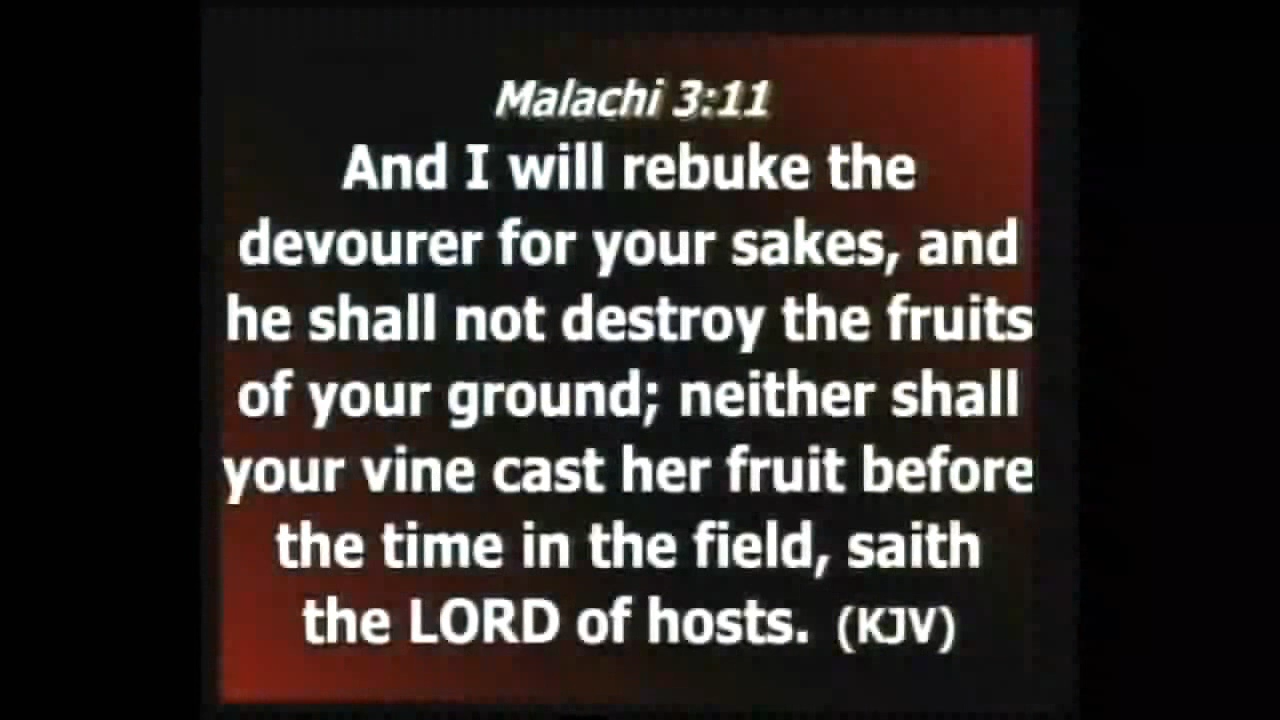 Malachi 3:11
And I will rebuke the
devourer for your sakes, and
he shall not destroy the fruits
of your ground; neither shall
your vine cast her fruit before
the time in the field, saith
the LORD of hosts. (KJV)